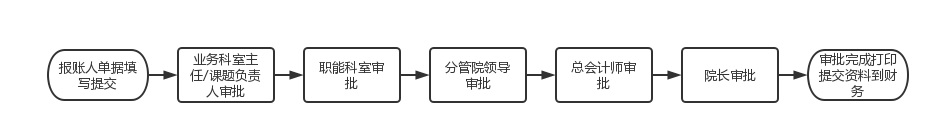 报账人单据填
写提交
业务科室主
任/课题负责
人审批
职能科室审
批
分管院领导
审批
总会计师审
批
院长审批
审批完成打印
提交资料到财
务